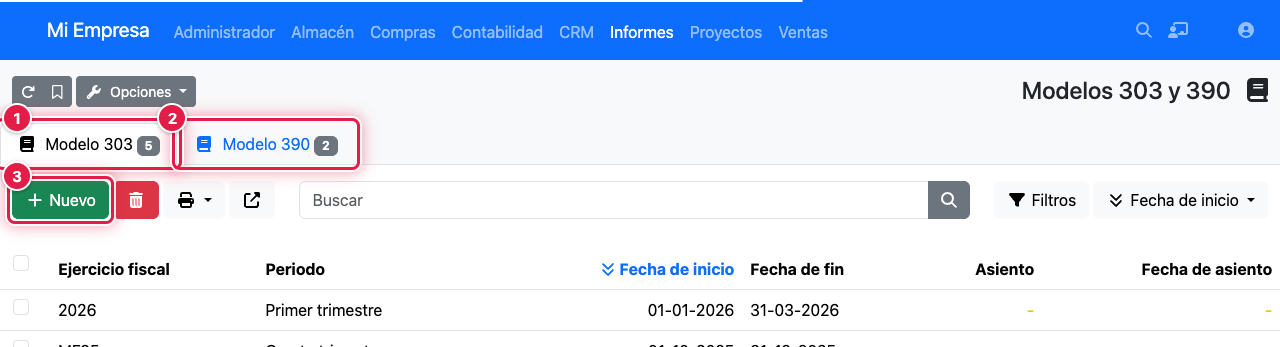 Mi Empresa Administrador Almacén Compras Contabilidad CRM Informes Proyectos Ventas
Opciones Modelos 303 y 390
1 2
Modelo 303 5 Modelo 390 2
3
+ Nuevo Buscar Filtros Fecha de inicio
Ejercicio fiscal Periodo Fecha de inicio Fecha de fin Asiento Fecha de asiento
2026 Primer trimestre 01-01-2026 31-03-2026 - -